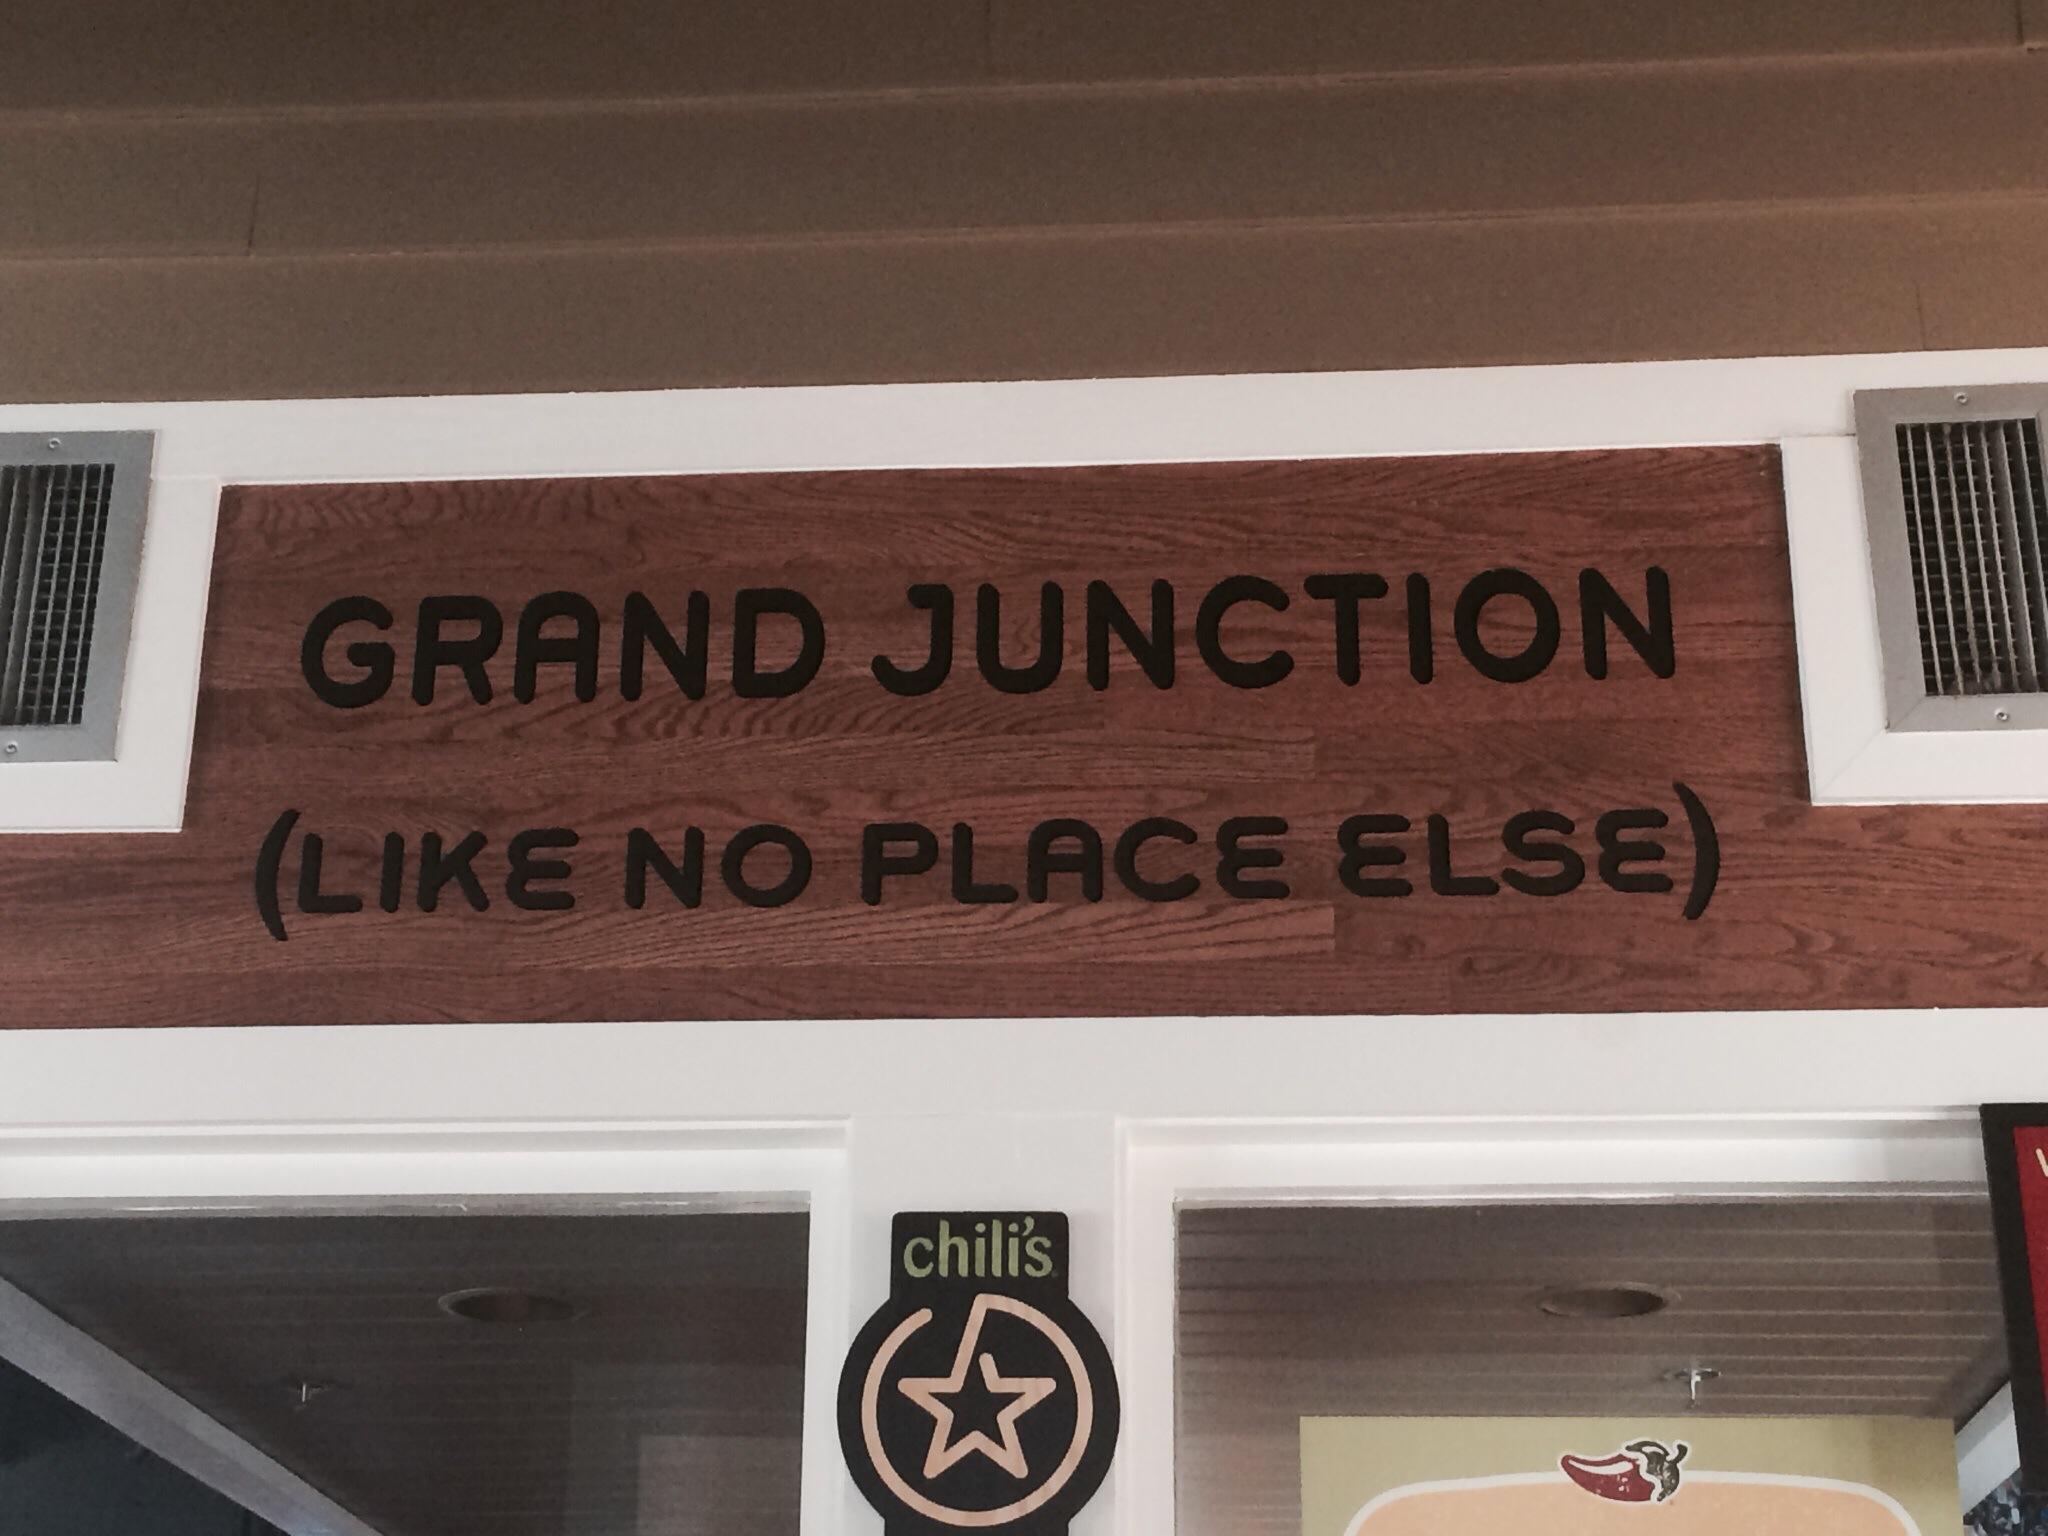 GRAND JUNCTION
(LIKE NO PLACE ELSE)
chili's